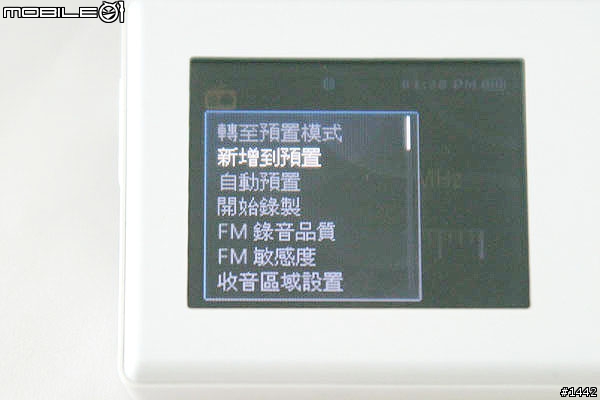 MOBILE01
轉至預置模式
新增到預置
自動預置
開始錄製
FM 錄音品質
FM 敏感度
收音區域設置
MHz
#1442